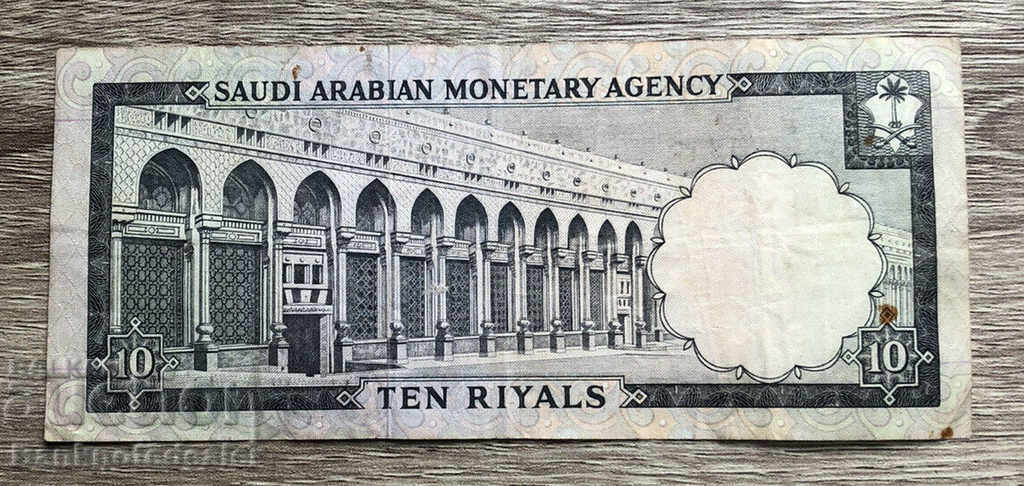 SAUDI ARABIAN MONETARY AGENCY
10
10
TEN RIYALS